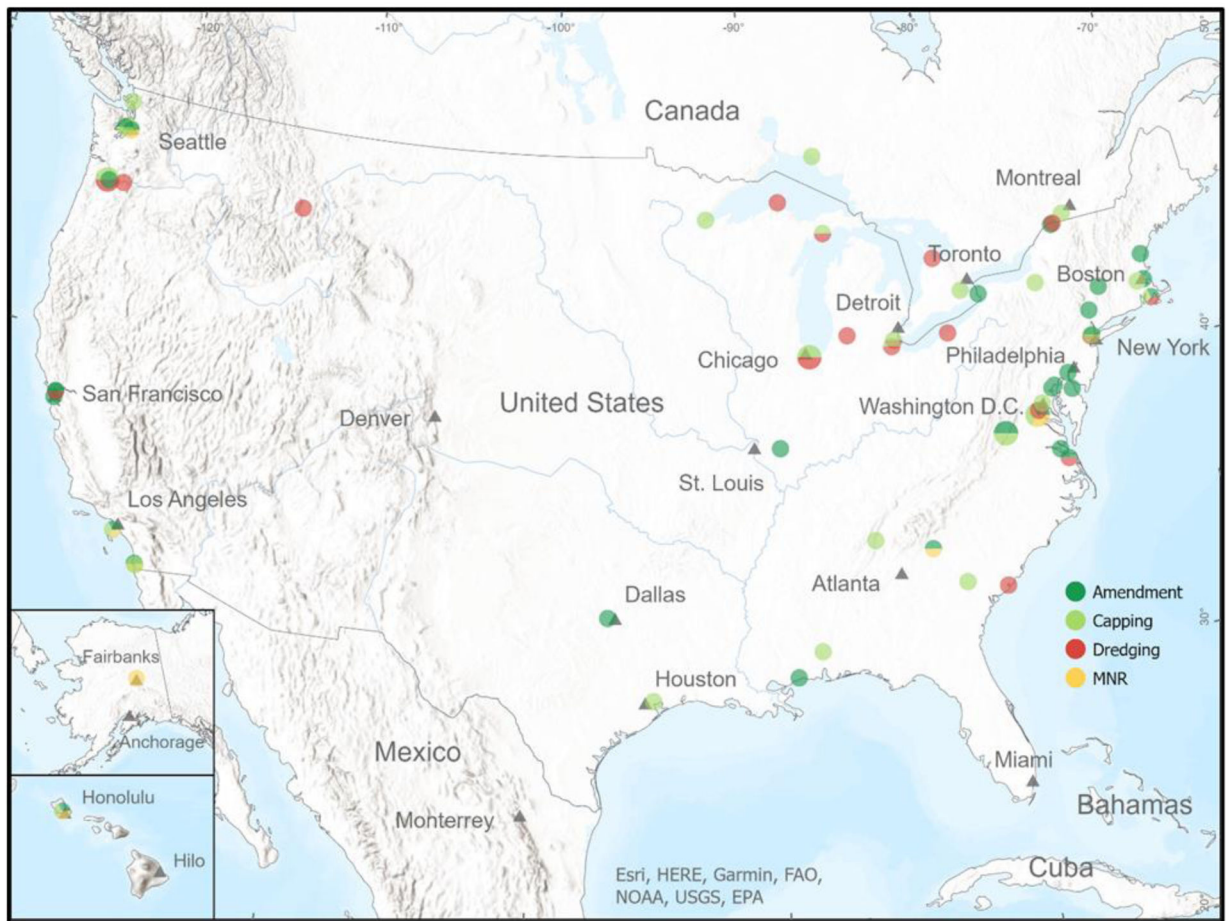 -120°
-110°
-100°
-90°
-80°
-70°
50°
Canada
Seattle
Montreal
Toronto
Boston
Detroit
40°
New York
Chicago
Philadelphia
San Francisco
United States
Washington D.C.
Denver
St. Louis
Los Angeles
Atlanta
Dallas
Amendment
Capping
30°
Dredging
MNR
Fairbanks
Houston
Anchorage
Mexico
Miami
Honolulu
Bahamas
Monterrey
Hilo
Cuba
Esri, HERE, Garmin, FAO,
NOAA, USGS, EPA
20°